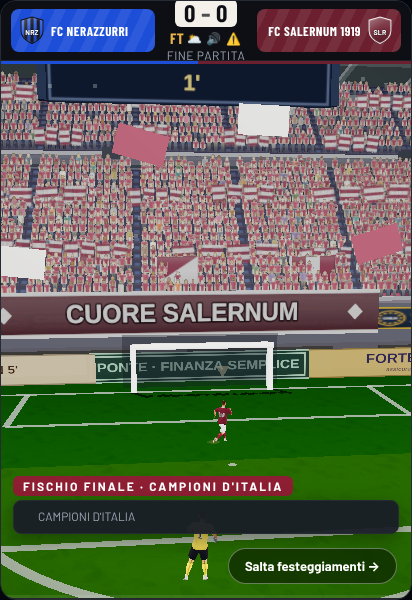 NRZ FC NERAZZURRI
0 - 0
FC SALERNUM 1919 SLR
FT
FINE PARTITA
1'
CUORE SALERNUM
5'
PONTE · FINANZA SEMPLICE
FORTE
FISCHIO FINALE · CAMPIONI D'ITALIA
CAMPIONI D'ITALIA
Salta festeggiamenti →